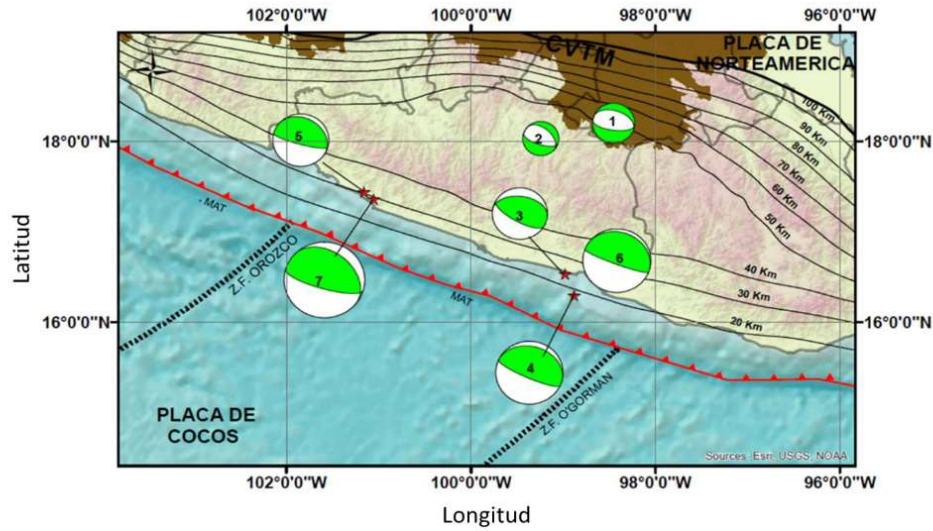 102°0'0"W 100°0'0"W 98°0'0"W 96°0'0"W
CVTM
PLACA DE
NORTEAMERICA
100 Km
90 Km
80 Km
70 Km
60 Km
50 Km
40 Km
30 Km
20 Km
1
2
5
3
6
7
4
18°0'0"N
18°0'0"N
16°0'0"N
16°0'0"N
- MAT
MAT
Z.F. OROZCO
Z.F. O'GORMAN
PLACA DE
COCOS
Sources: Esri, USGS, NOAA
102°0'0"W 100°0'0"W 98°0'0"W 96°0'0"W
Latitud
Longitud